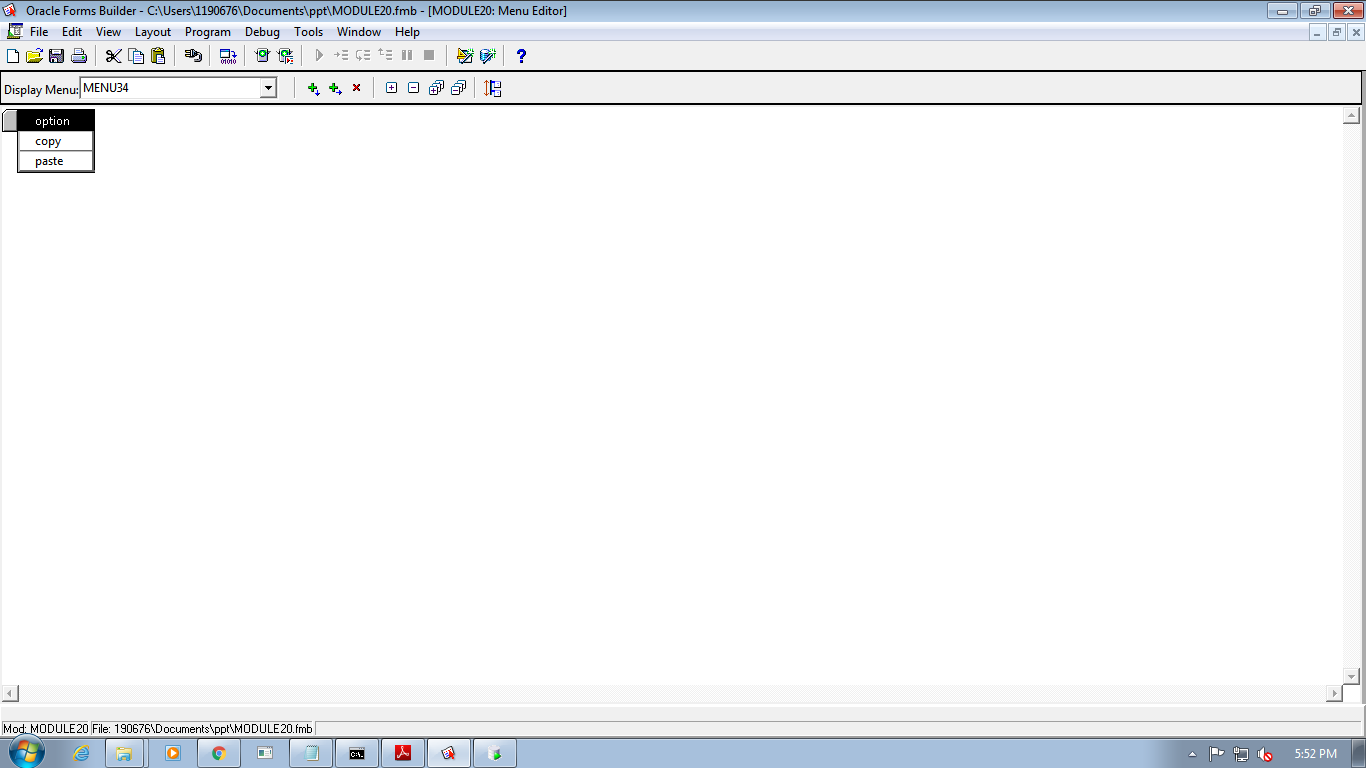 Oracle Forms Builder - C:\Users\1190676\Documents\ppt\MODULE20.fmb - [MODULE20: Menu Editor]
File Edit View Layout Program Debug Tools Window Help
Display Menu: MENU34
option
copy
paste
Mod: MODULE20 File: 190676\Documents\ppt\MODULE20.fmb
5:52 PM